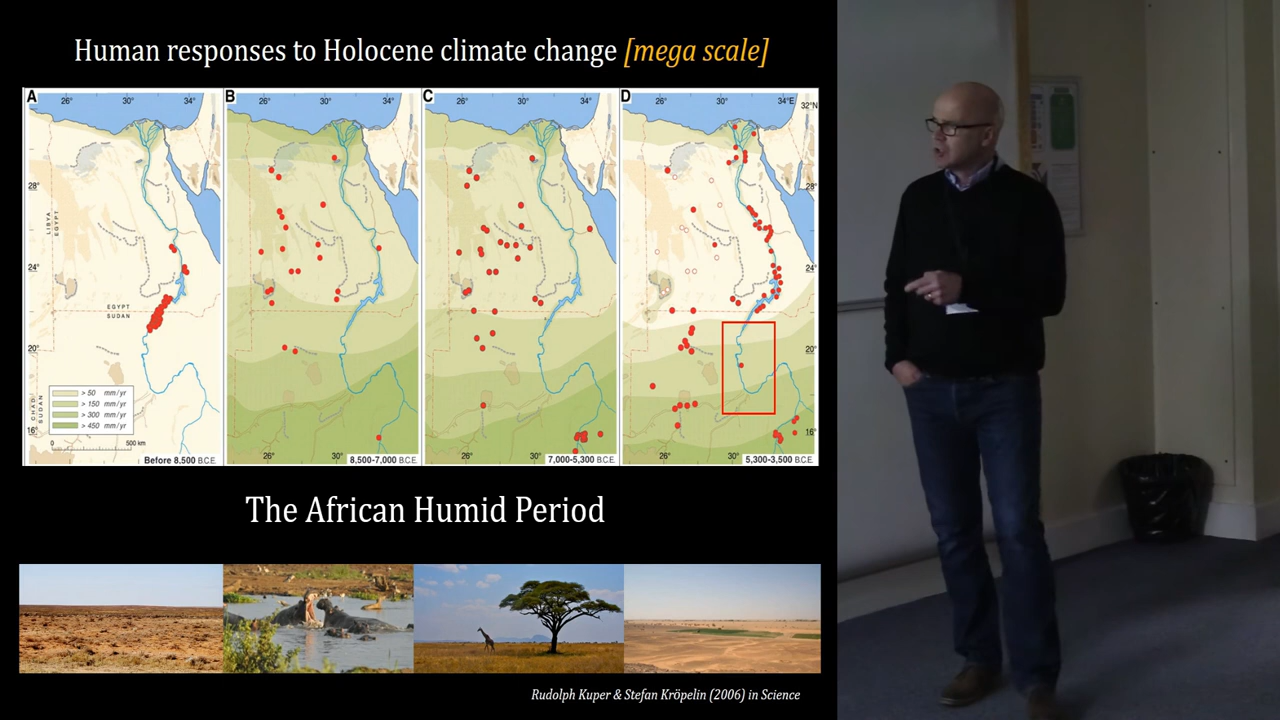 Human responses to Holocene climate change [mega scale]
A 26° 30° 34°
B 26° 30° 34°
C 26° 30° 34°
D 26° 30° 34°E 32°N
28° 28°
LIBYA
EGYPT
24° 24°
EGYPT
SUDAN
20° 20°
> 50 mm/yr
> 150 mm/yr
> 300 mm/yr
> 450 mm/yr
CHAD
SUDAN
0 500 km
16° 16°
26° 30° 26° 30° 26° 30°
Before 8,500 B.C.E. 8,500-7,000 B.C.E. 7,000-5,300 B.C.E. 5,300-3,500 B.C.E.
The African Humid Period
Rudolph Kuper & Stefan Kröpelin (2006) in Science